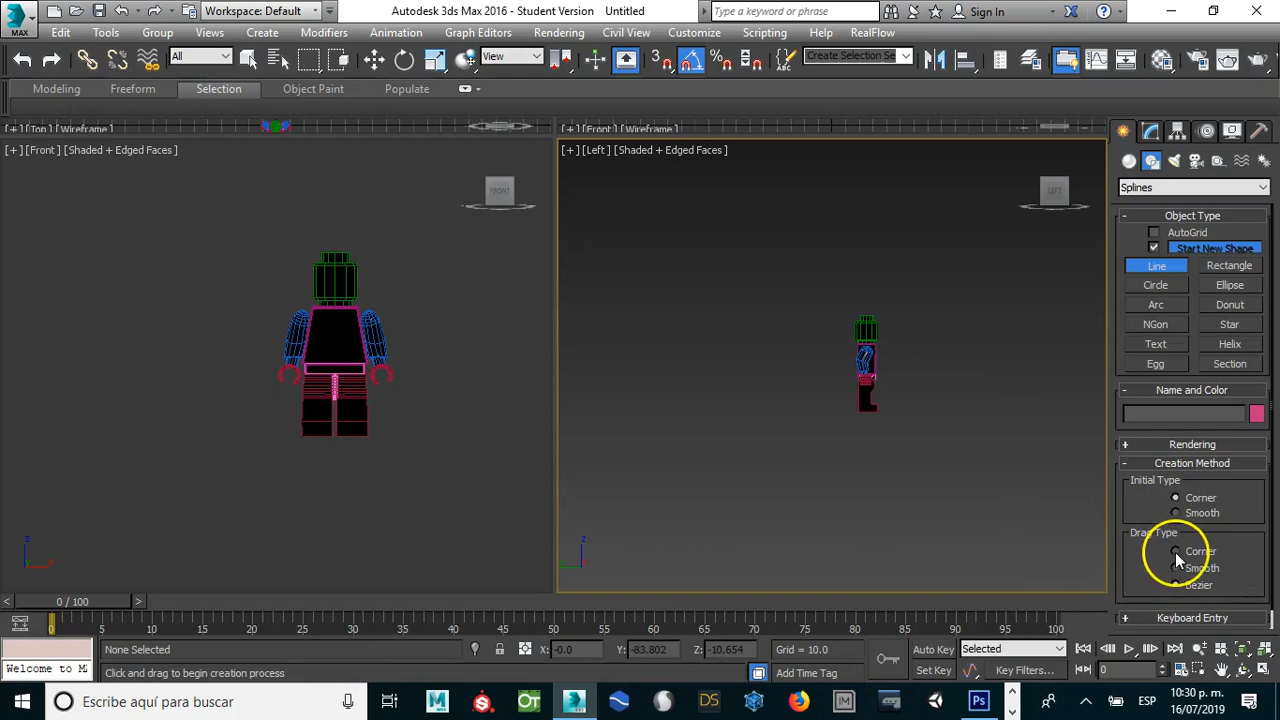 MAX
Workspace: Default
Autodesk 3ds Max 2016 - Student Version Untitled
Type a keyword or phrase
Sign In
Edit Tools Group Views Create Modifiers Animation Graph Editors Rendering Civil View Customize Scripting Help RealFlow
All
View
3
Create Selection Se
Modeling Freeform Selection Object Paint Populate
[+] [Top] [Wireframe]
[+] [Front] [Wireframe]
[+] [Front] [Shaded + Edged Faces]
[+] [Left] [Shaded + Edged Faces]
FRONT
LEFT
Splines
- Object Type
AutoGrid
Start New Shape
Line Rectangle
Circle Ellipse
Arc Donut
NGon Star
Text Helix
Egg Section
- Name and Color
+ Rendering
- Creation Method
Initial Type
Corner
Smooth
Drag Type
Corner
Smooth
Bezier
+ Keyboard Entry
z
x
z
y
< 0 / 100 >
0 5 10 15 20 25 30 35 40 45 50 55 60 65 70 75 80 85 90 95 100
None Selected
X: -0.0 Y: -83.802 Z: -10.654 Grid = 10.0
Auto Key Selected
Welcome to M
Click and drag to begin creation process
Add Time Tag
Set Key Key Filters...
0
Escribe aquí para buscar
DS
Ps
ESP
10:30 p. m.
16/07/2019